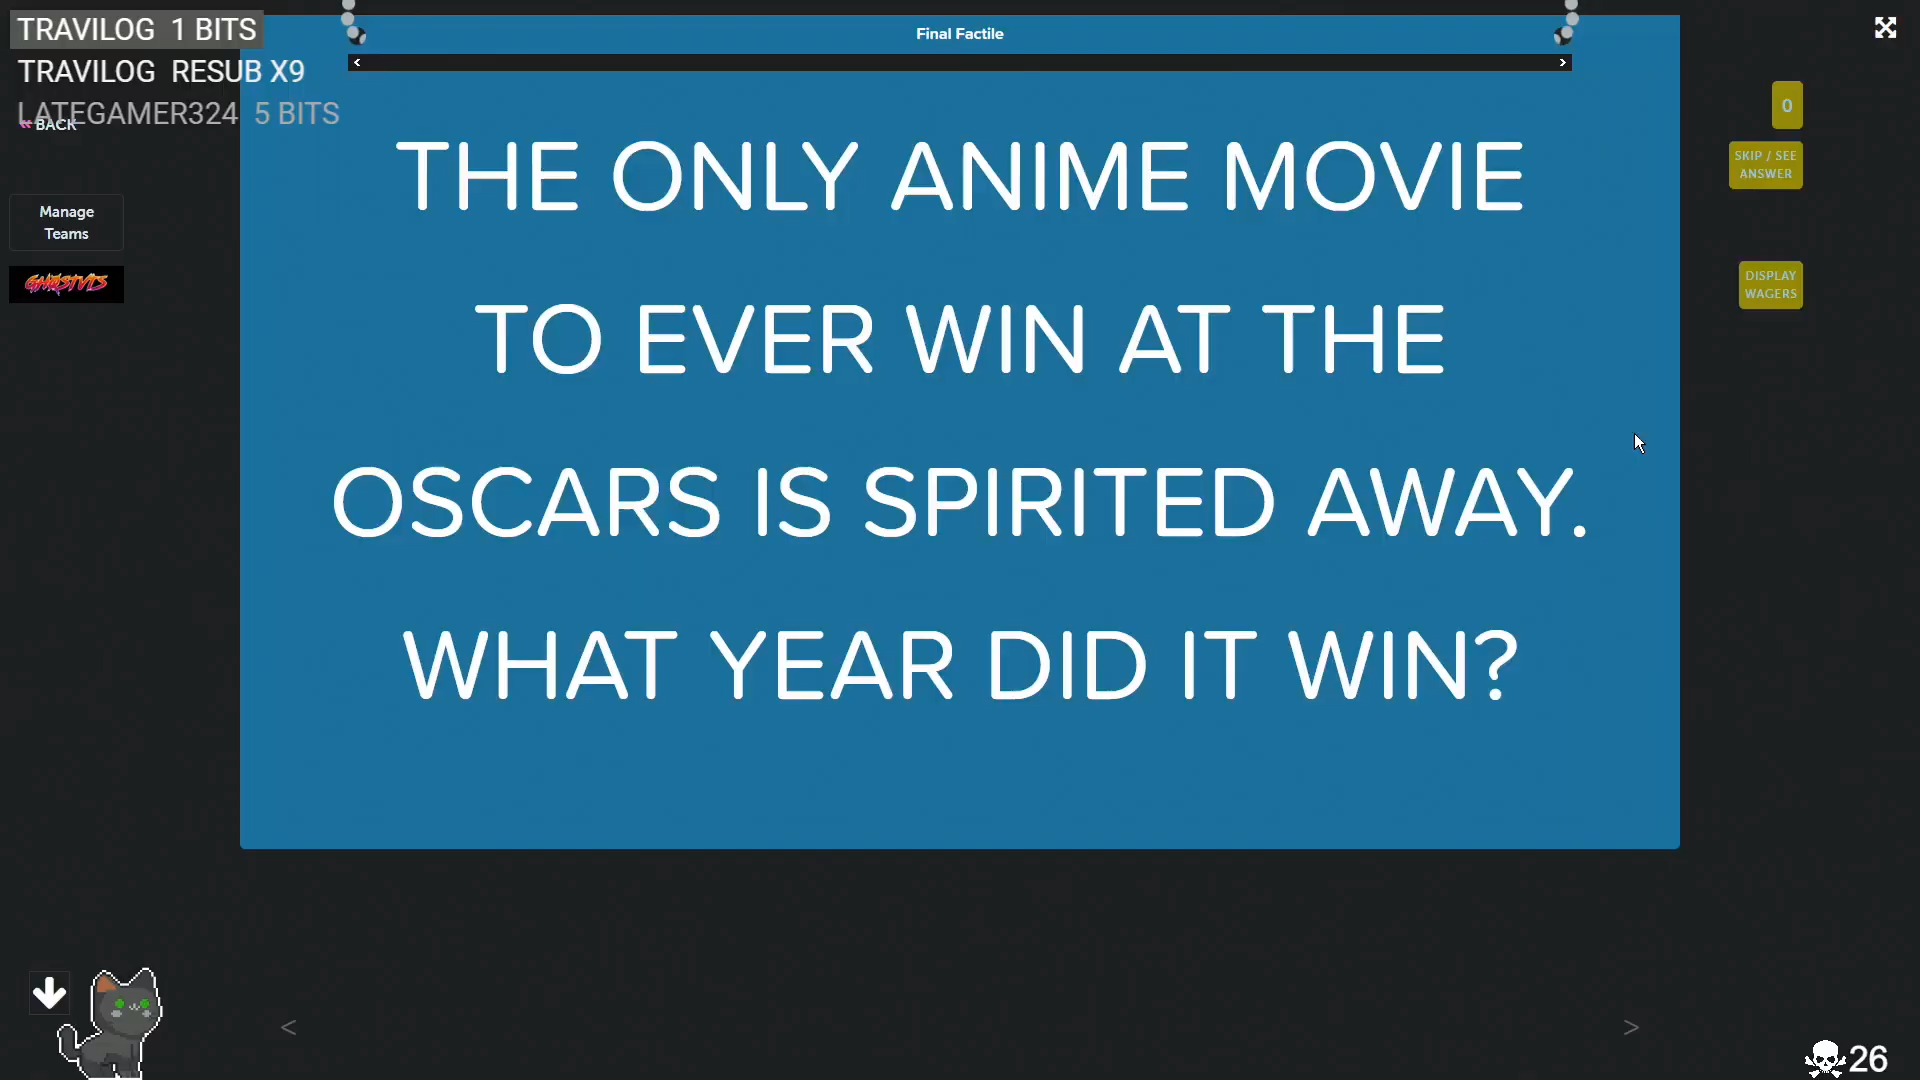 TRAVILOG 1 BITS
TRAVILOG RESUB X9
LATEGAMER324 5 BITS
« BACK
Manage
Teams
GHOSTVTS
Final Factile
< >
THE ONLY ANIME MOVIE
TO EVER WIN AT THE
OSCARS IS SPIRITED AWAY.
WHAT YEAR DID IT WIN?
0
SKIP / SEE
ANSWER
DISPLAY
WAGERS
< >
26